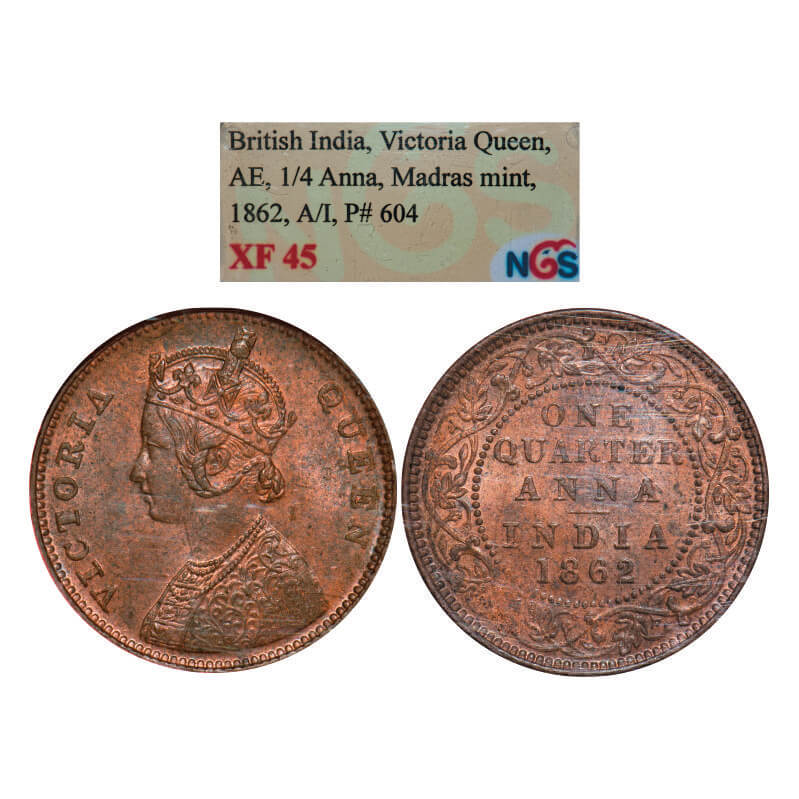 British India, Victoria Queen,
AE, 1/4 Anna, Madras mint,
1862, A/I, P# 604
XF 45
NGS
VICTORIA QUEEN
ONE
QUARTER
ANNA
INDIA
1862